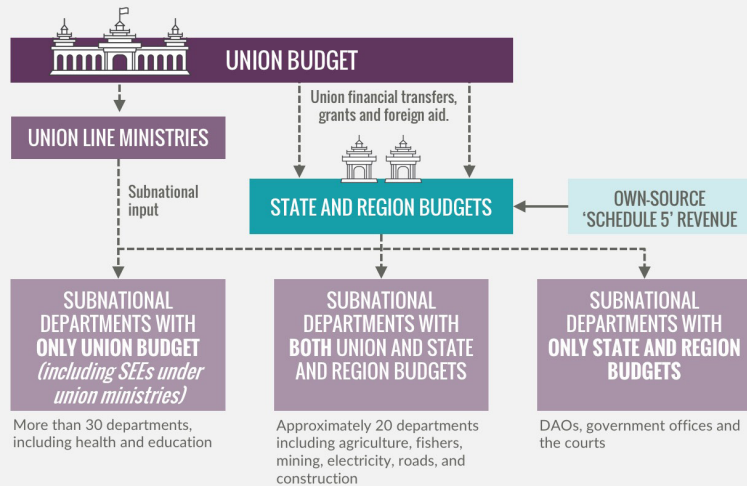 UNION BUDGET
Union financial transfers,
grants and foreign aid.
UNION LINE MINISTRIES
Subnational
input
STATE AND REGION BUDGETS
OWN-SOURCE
‘SCHEDULE 5’ REVENUE
SUBNATIONAL
DEPARTMENTS WITH
ONLY UNION BUDGET
(including SEEs under
union ministries)
More than 30 departments,
including health and education
SUBNATIONAL
DEPARTMENTS WITH
BOTH UNION AND STATE
AND REGION BUDGETS
Approximately 20 departments
including agriculture, fishers,
mining, electricity, roads, and
construction
SUBNATIONAL
DEPARTMENTS WITH
ONLY STATE AND REGION
BUDGETS
DAOs, government offices and
the courts